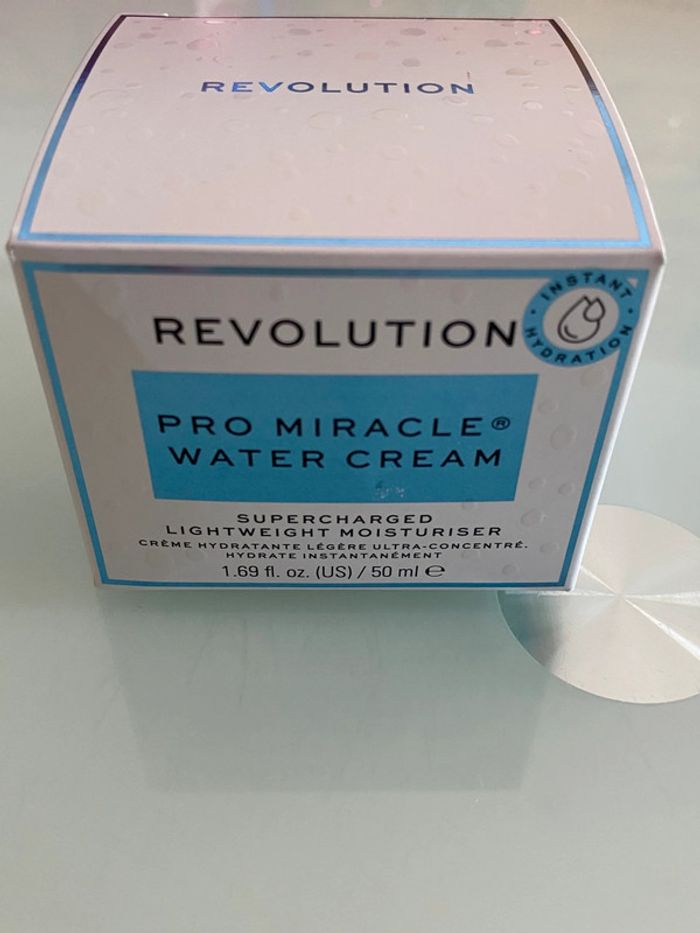 REVOLUTION
REVOLUTION
INSTANT
HYDRATION
PRO MIRACLE®
WATER CREAM
SUPERCHARGED
LIGHTWEIGHT MOISTURISER
CRÈME HYDRATANTE LÉGÈRE ULTRA-CONCENTRÉ.
HYDRATE INSTANTANÉMENT
1.69 fl. oz. (US) / 50 ml ℮